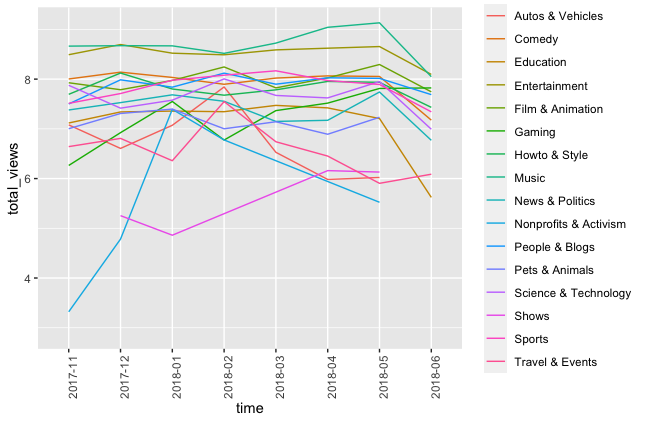 total_views
8
6
4
2017-11
2017-12
2018-01
2018-02
2018-03
2018-04
2018-05
2018-06
time
Autos & Vehicles
Comedy
Education
Entertainment
Film & Animation
Gaming
Howto & Style
Music
News & Politics
Nonprofits & Activism
People & Blogs
Pets & Animals
Science & Technology
Shows
Sports
Travel & Events